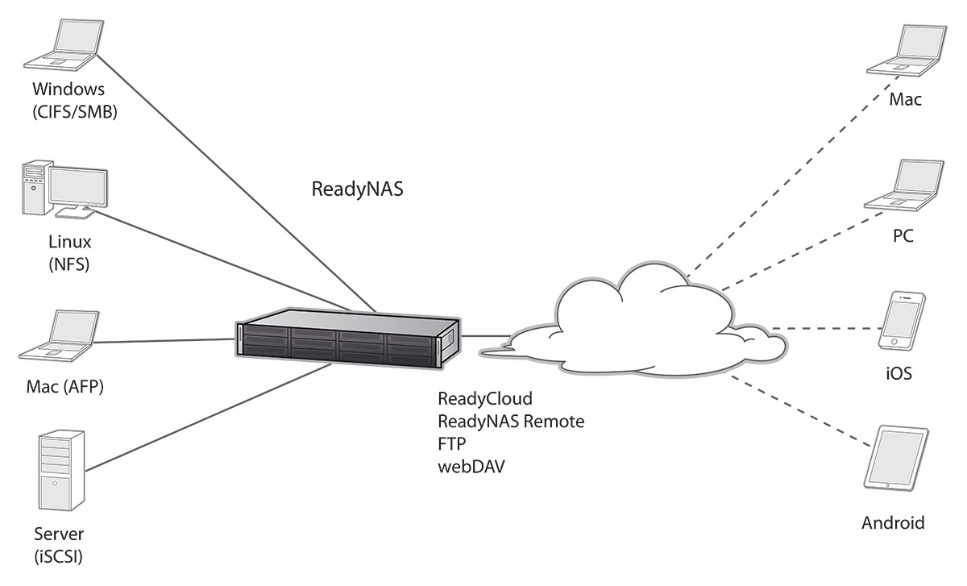 Windows
(CIFS/SMB)
Linux
(NFS)
Mac (AFP)
Server
(iSCSI)
ReadyNAS
ReadyCloud
ReadyNAS Remote
FTP
webDAV
Mac
PC
iOS
Android